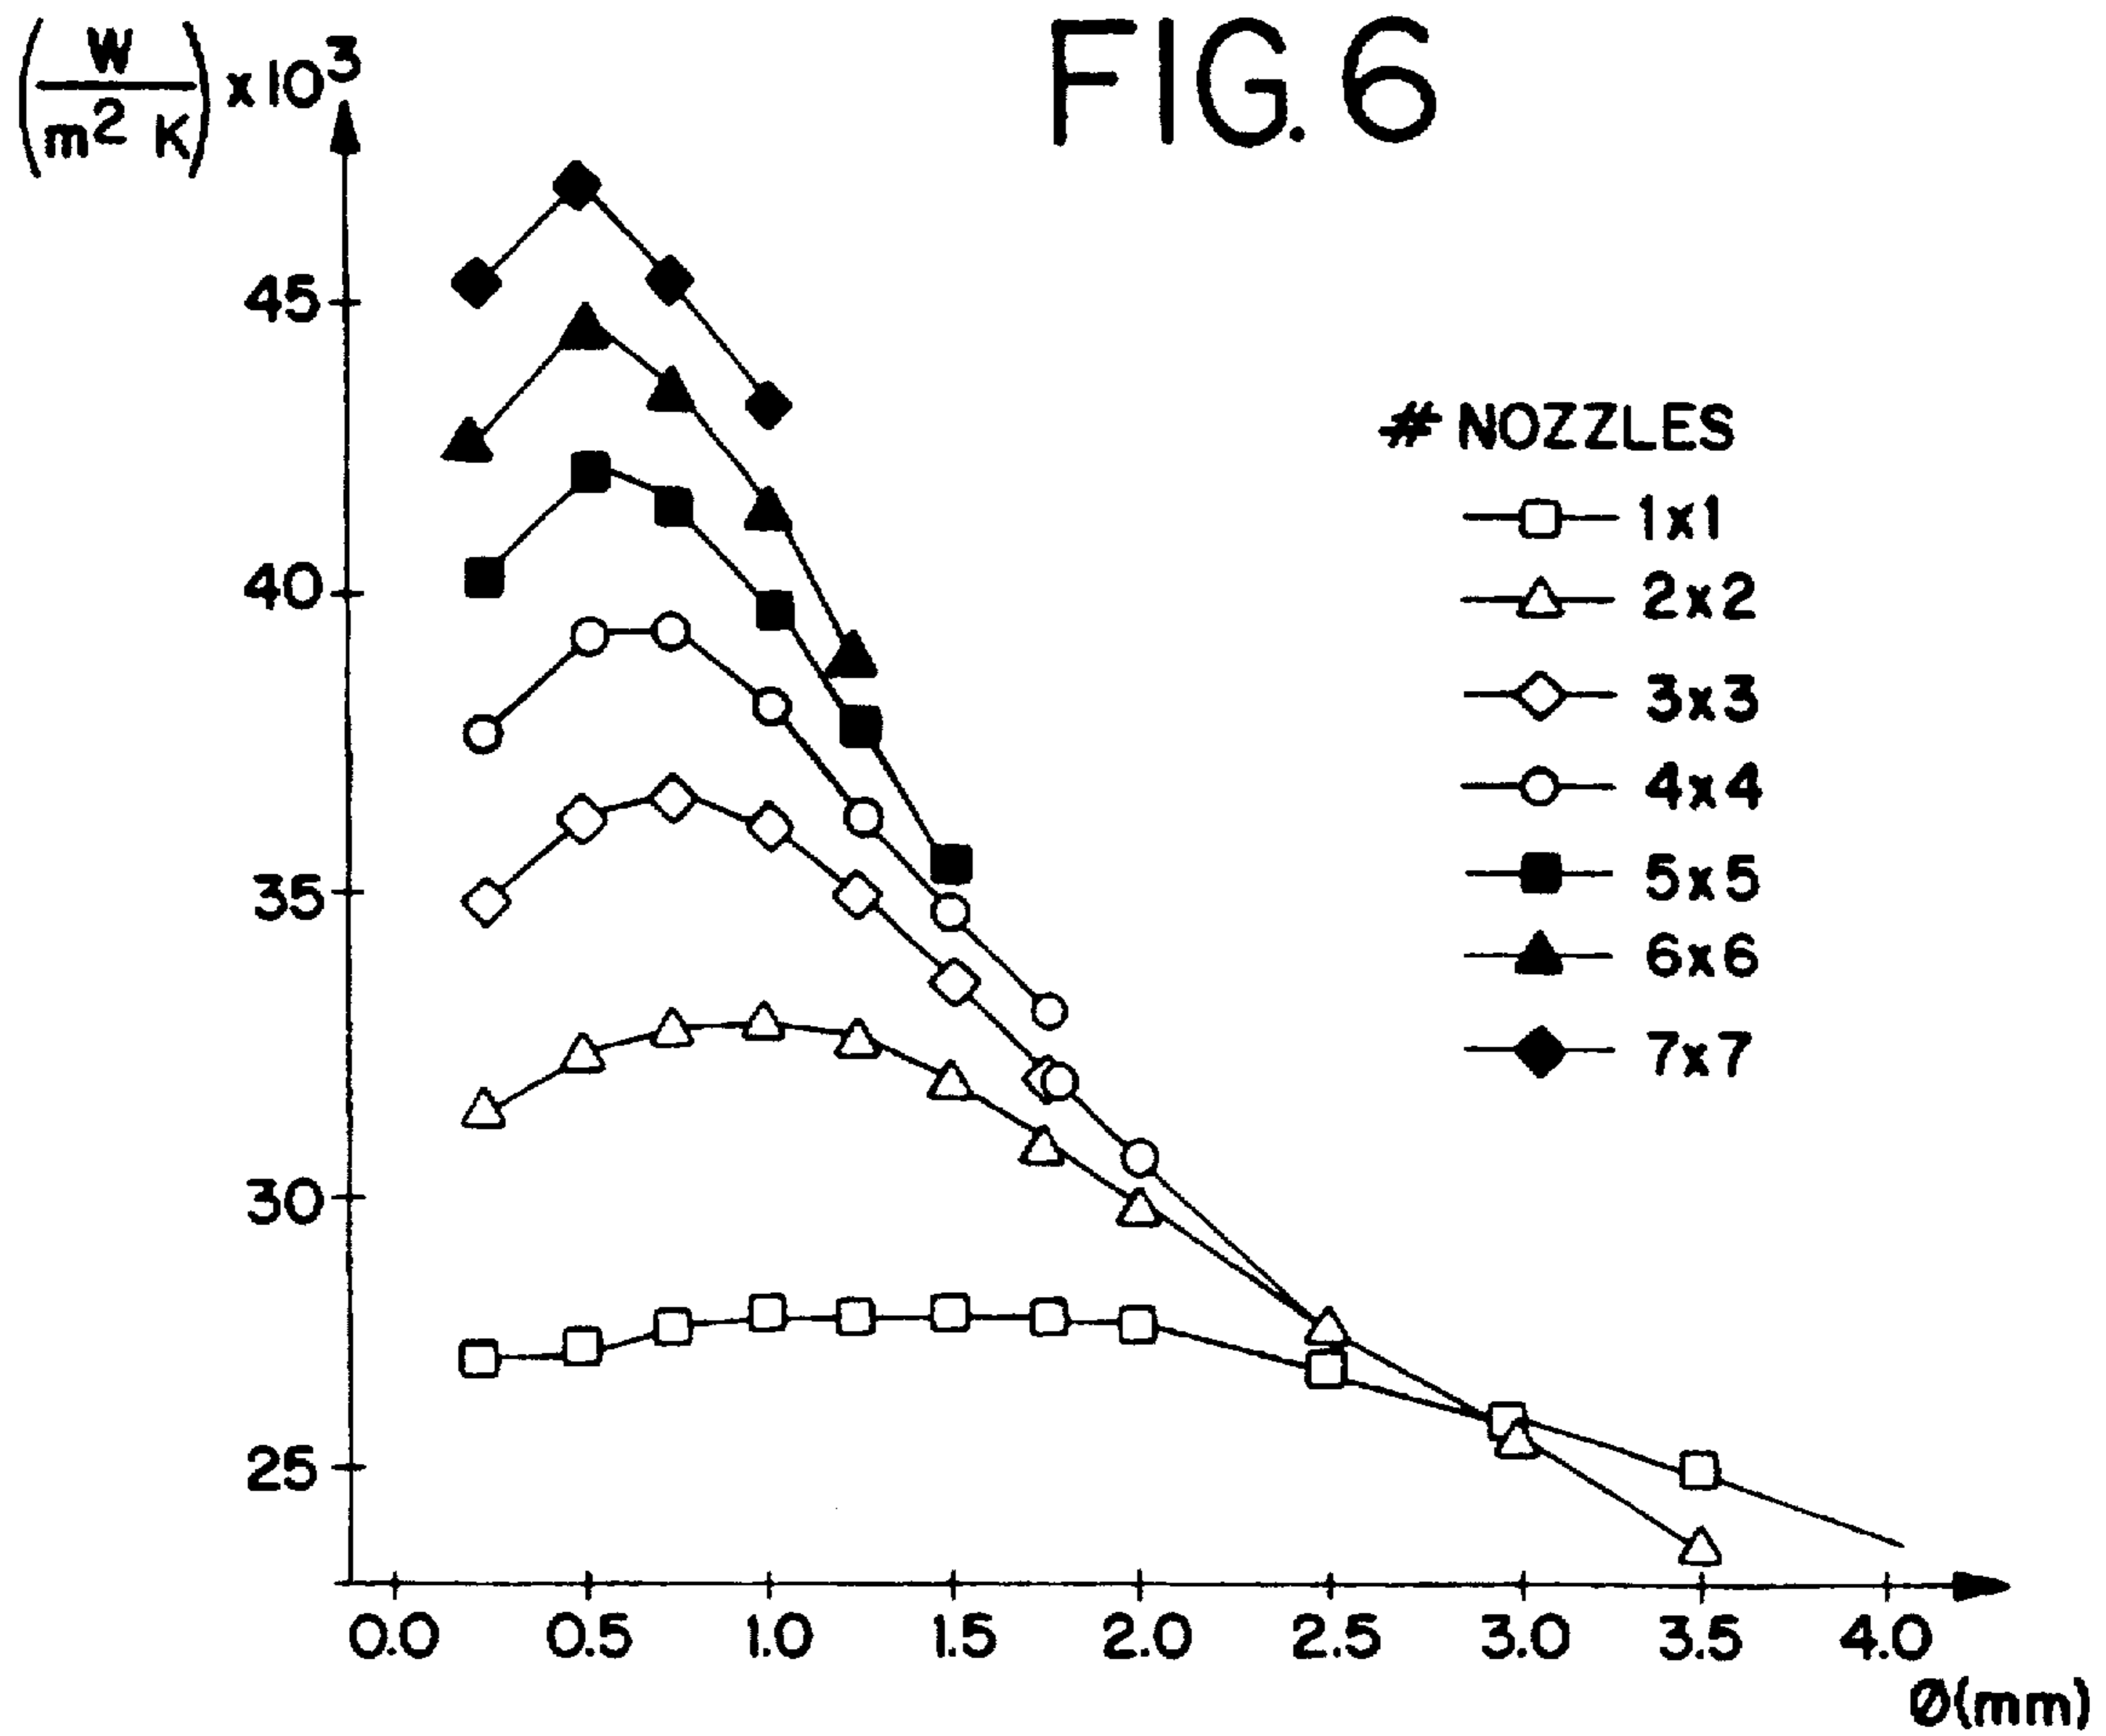 FIG. 6
(W/m² K) x10³
45
40
35
30
25
0.0 0.5 1.0 1.5 2.0 2.5 3.0 3.5 4.0
Ø(mm)
# NOZZLES
1x1
2x2
3x3
4x4
5x5
6x6
7x7